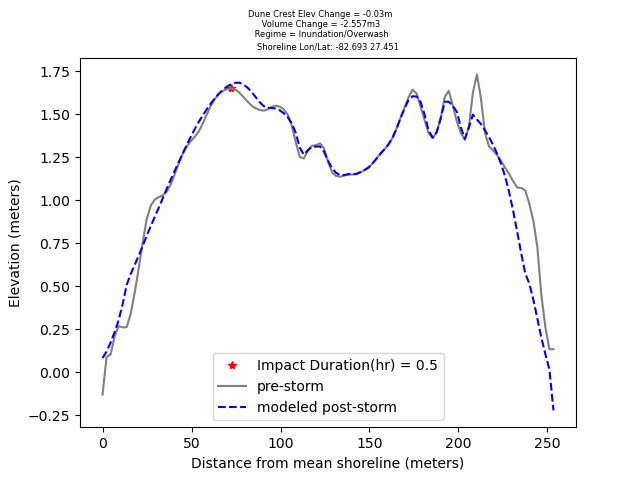 Dune Crest Elev Change = -0.03m
Volume Change = -2.557m3
Regime = Inundation/Overwash
Shoreline Lon/Lat: -82.693 27.451
1.75
1.50
1.25
1.00
0.75
0.50
0.25
0.00
−0.25
Elevation (meters)
Impact Duration(hr) = 0.5
pre-storm
modeled post-storm
0 50 100 150 200 250
Distance from mean shoreline (meters)